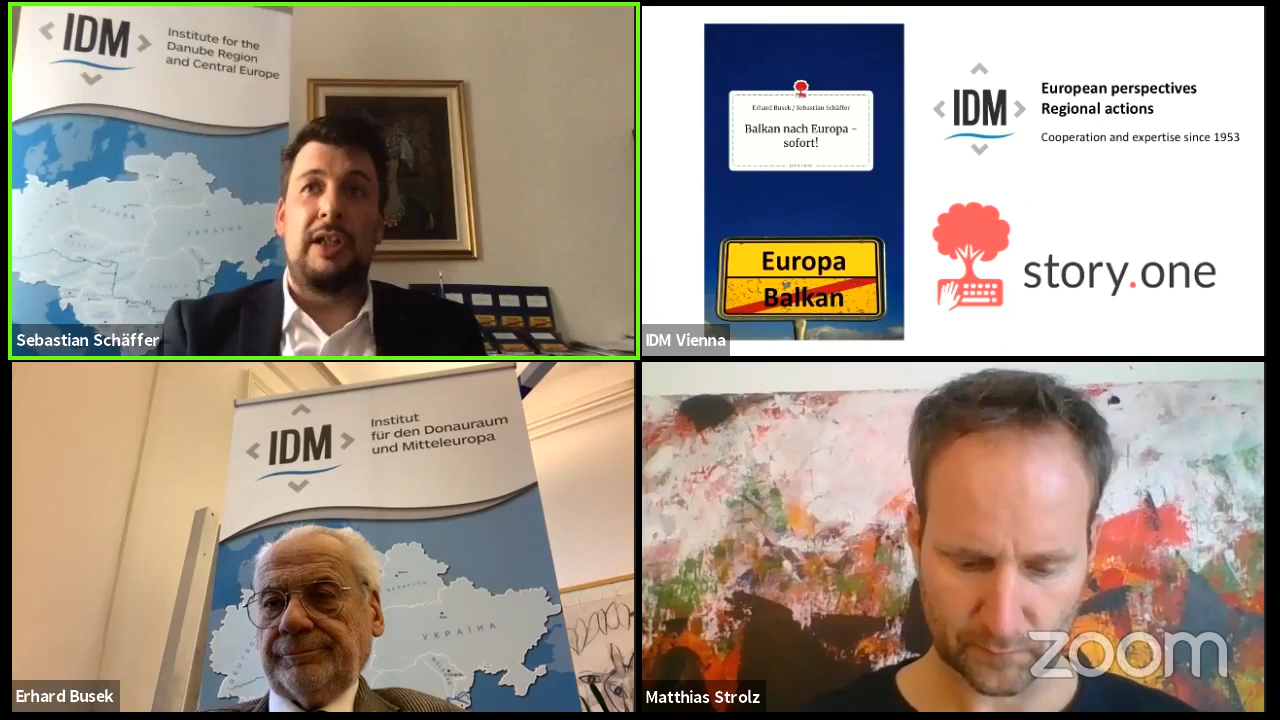 IDM
Institute for the
Danube Region
and Central Europe
POLSKA
УКРАЇНА
Sebastian Schäffer
Erhard Busek / Sebastian Schäffer
Balkan nach Europa –
sofort!
Europa
Balkan
IDM
European perspectives
Regional actions
Cooperation and expertise since 1953
story.one
IDM Vienna
IDM
Institut
für den Donauraum
und Mitteleuropa
УКРАЇНА
Erhard Busek
zoom
Matthias Strolz